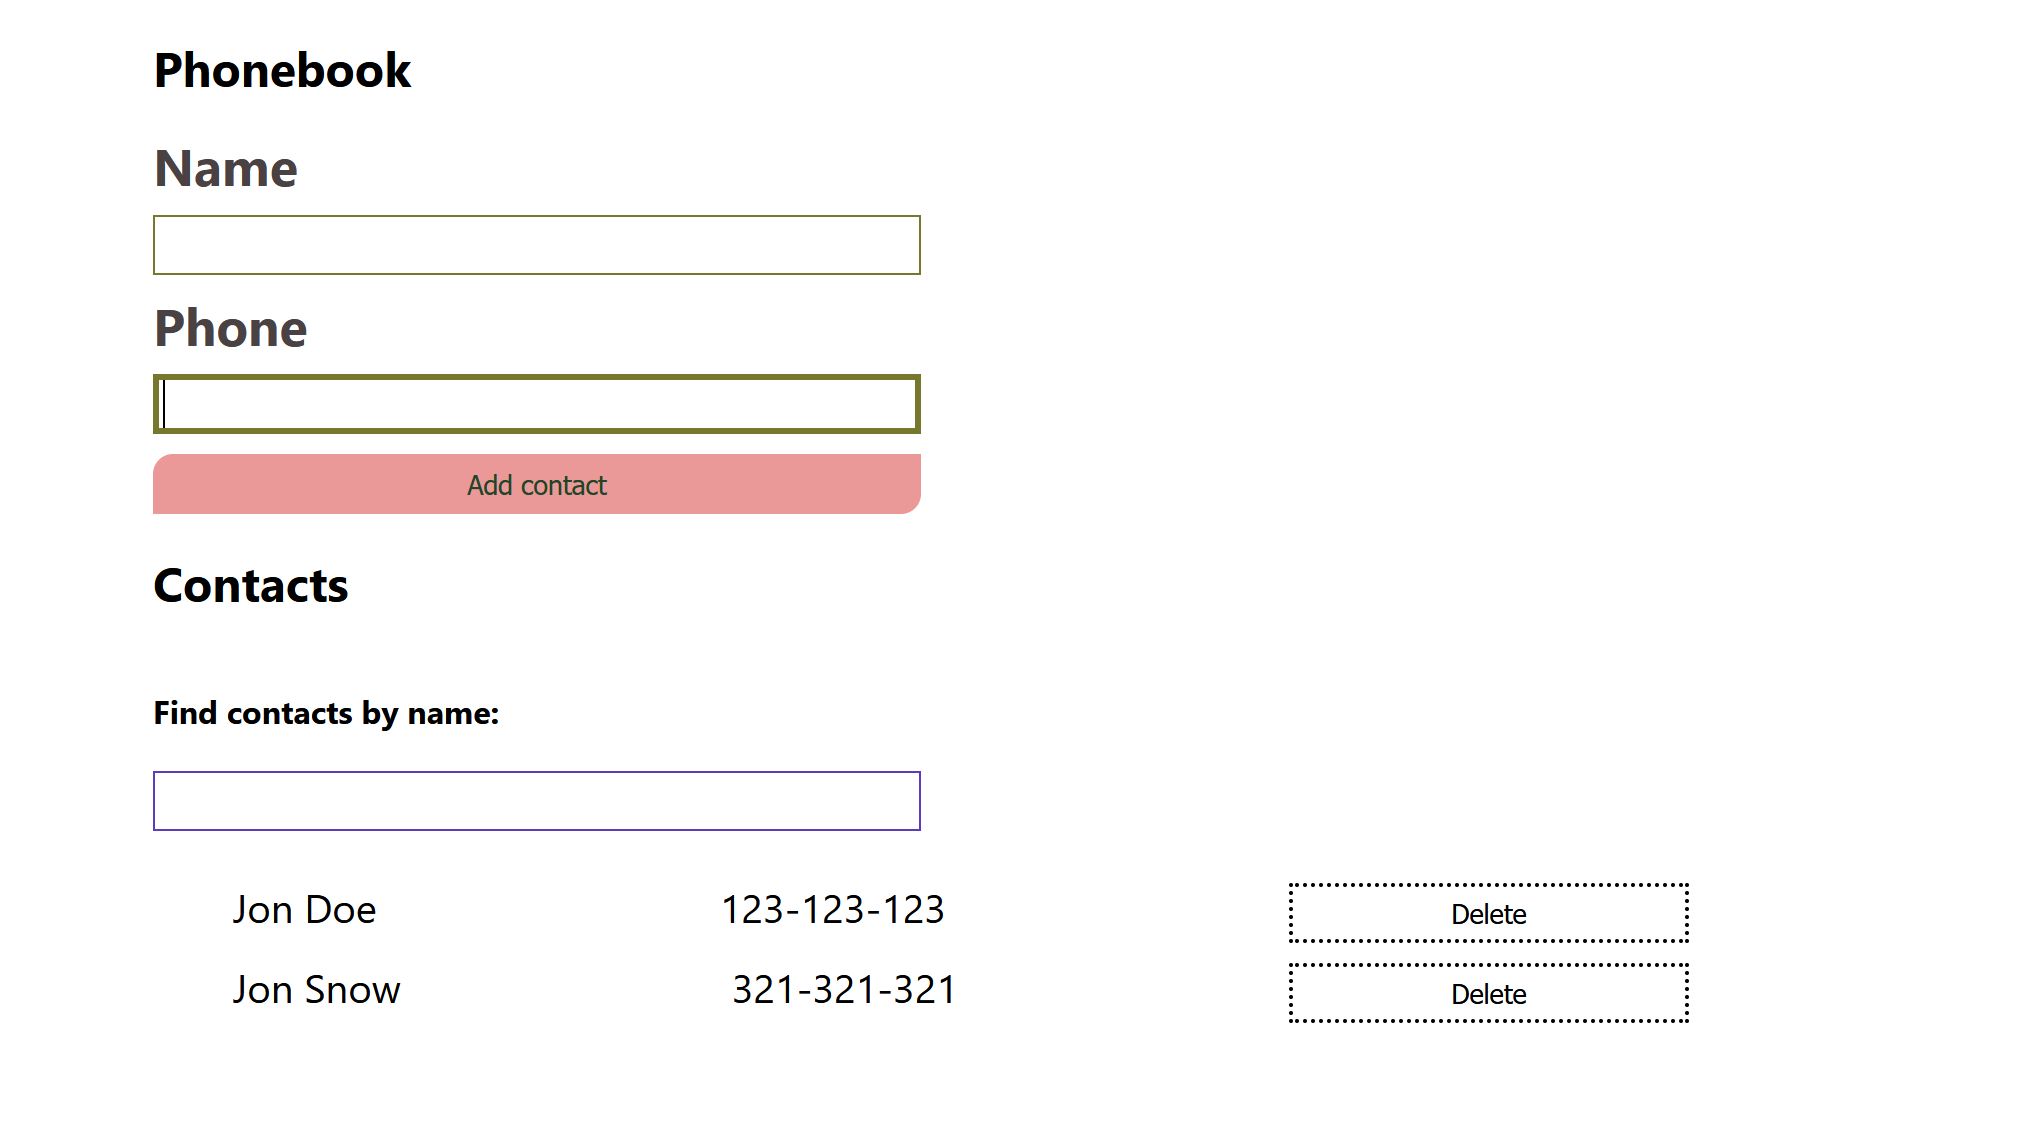 Phonebook
Name
Phone
Add contact
Contacts
Find contacts by name:
Jon Doe 123-123-123 Delete
Jon Snow 321-321-321 Delete